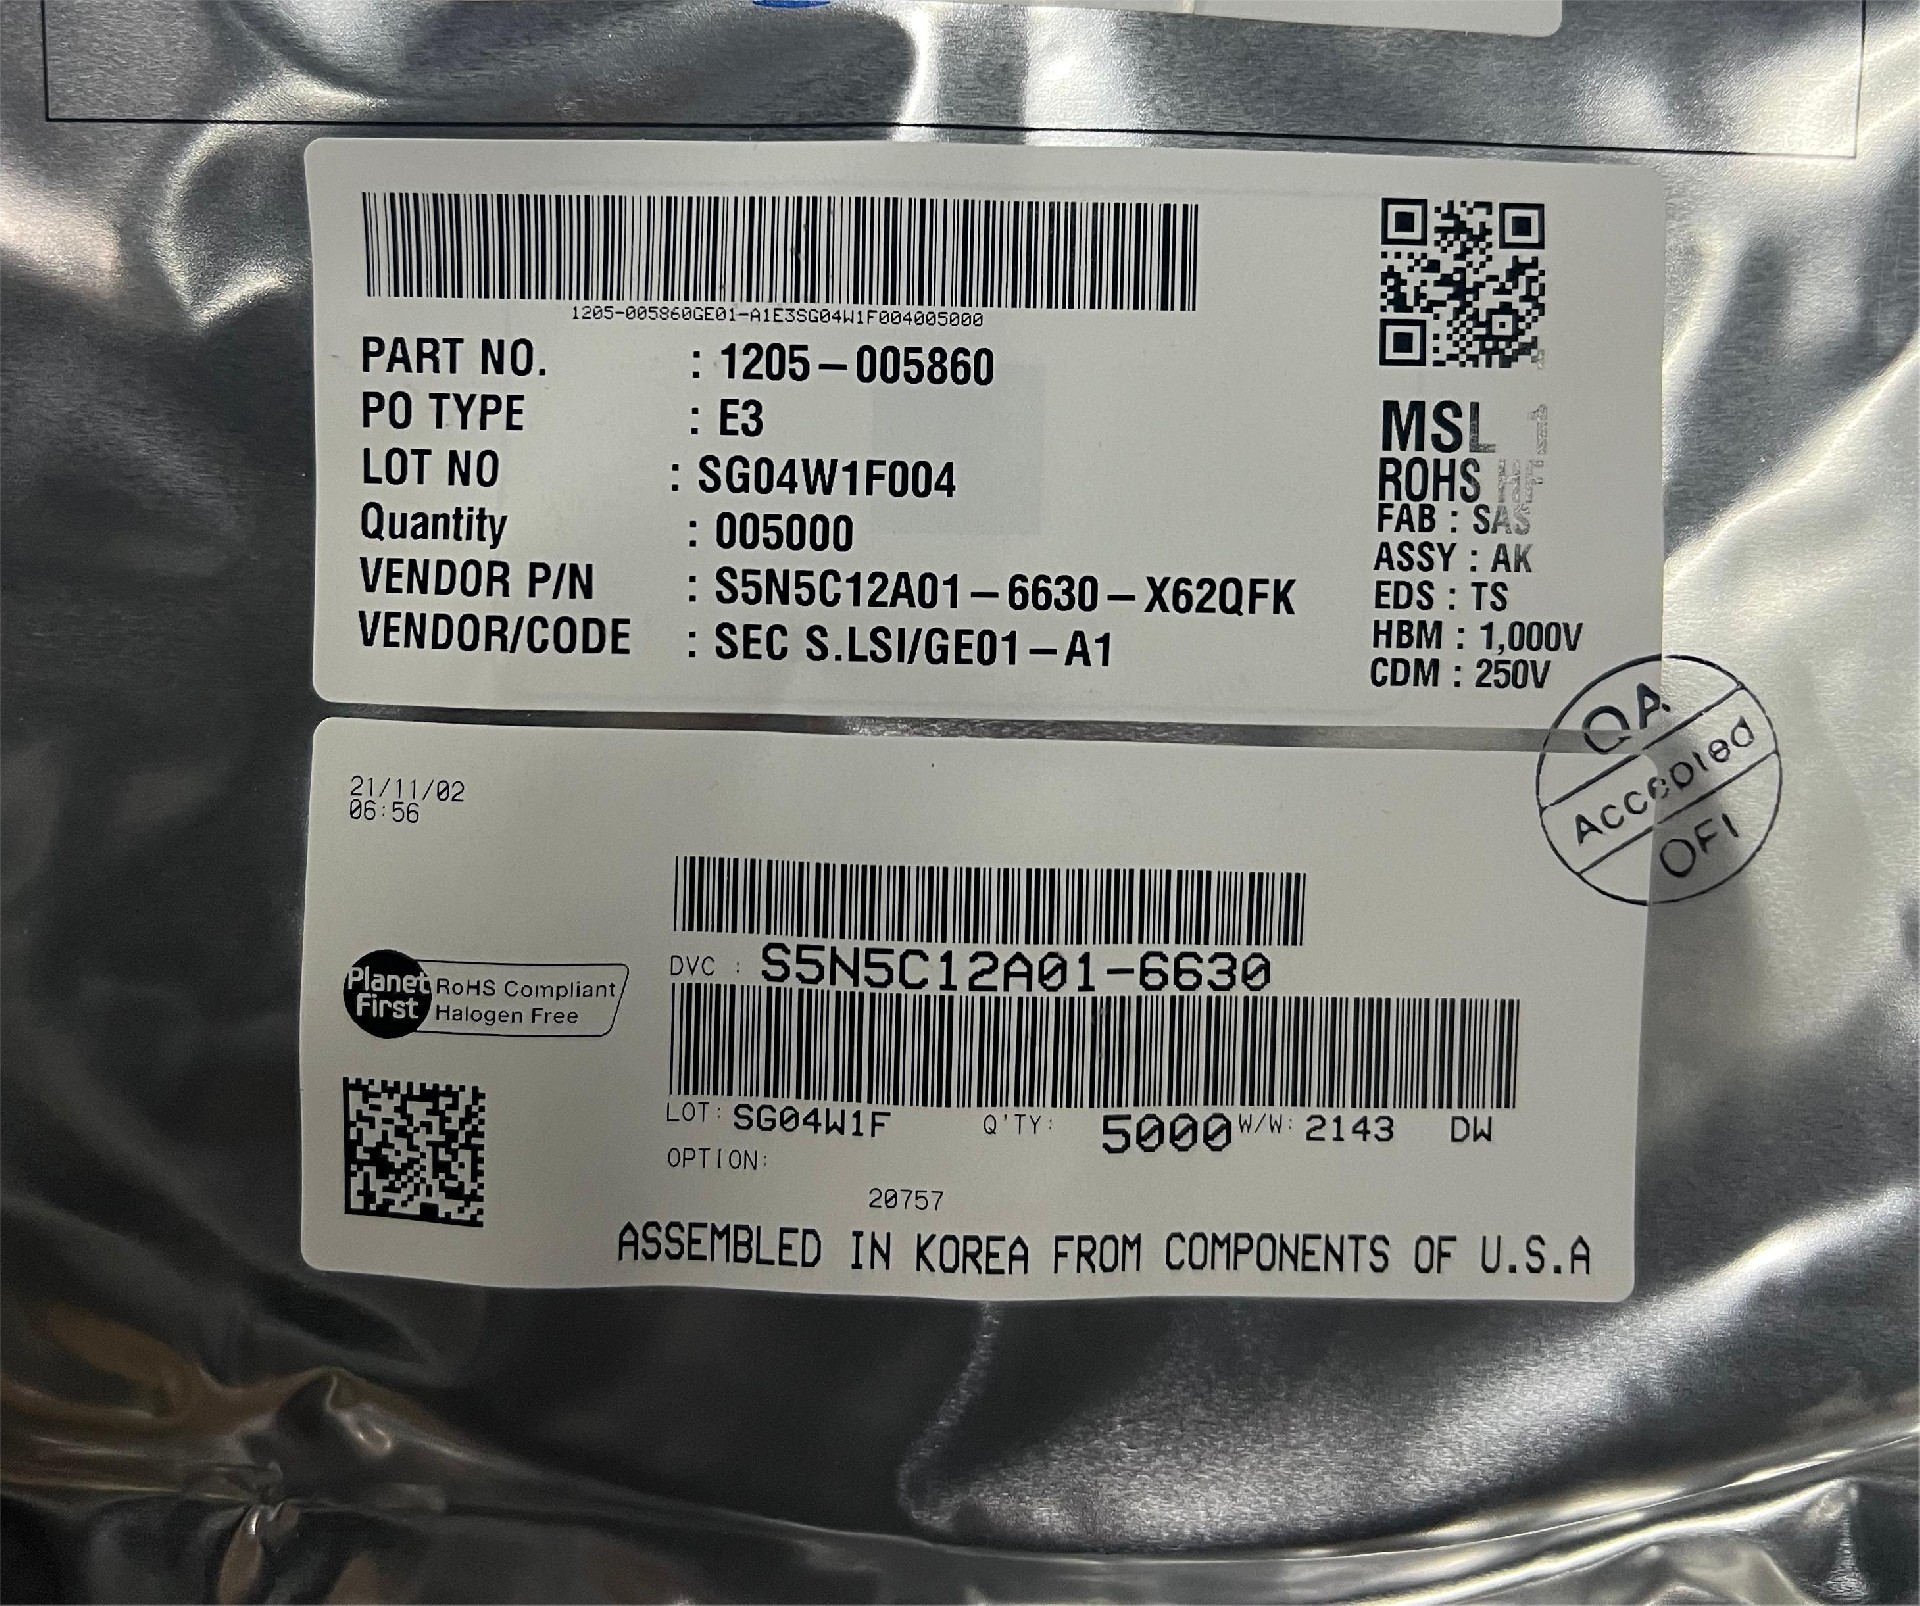 1205-005860GE01-A1E3SG04W1F004005000
PART NO. : 1205-005860
PO TYPE : E3
LOT NO : SG04W1F004
Quantity : 005000
VENDOR P/N : S5N5C12A01-6630-X62QFK
VENDOR/CODE : SEC S.LSI/GE01-A1
MSL 1
ROHS HF
FAB : SAS
ASSY : AK
EDS : TS
HBM : 1,000V
CDM : 250V
QA
Accepted
OFI
21/11/02
06:56
DVC : S5N5C12A01-6630
Planet First
RoHS Compliant
Halogen Free
LOT: SG04W1F Q'TY: 5000 W/W: 2143 DW
OPTION:
20757
ASSEMBLED IN KOREA FROM COMPONENTS OF U.S.A